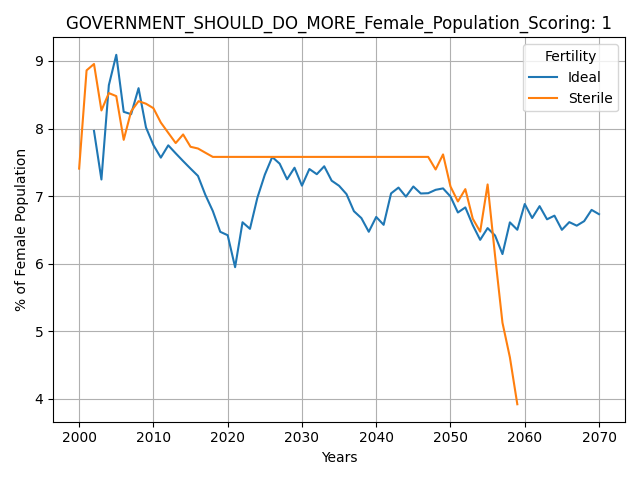 GOVERNMENT_SHOULD_DO_MORE_Female_Population_Scoring: 1
Fertility
Ideal
Sterile
% of Female Population
9
8
7
6
5
4
2000 2010 2020 2030 2040 2050 2060 2070
Years